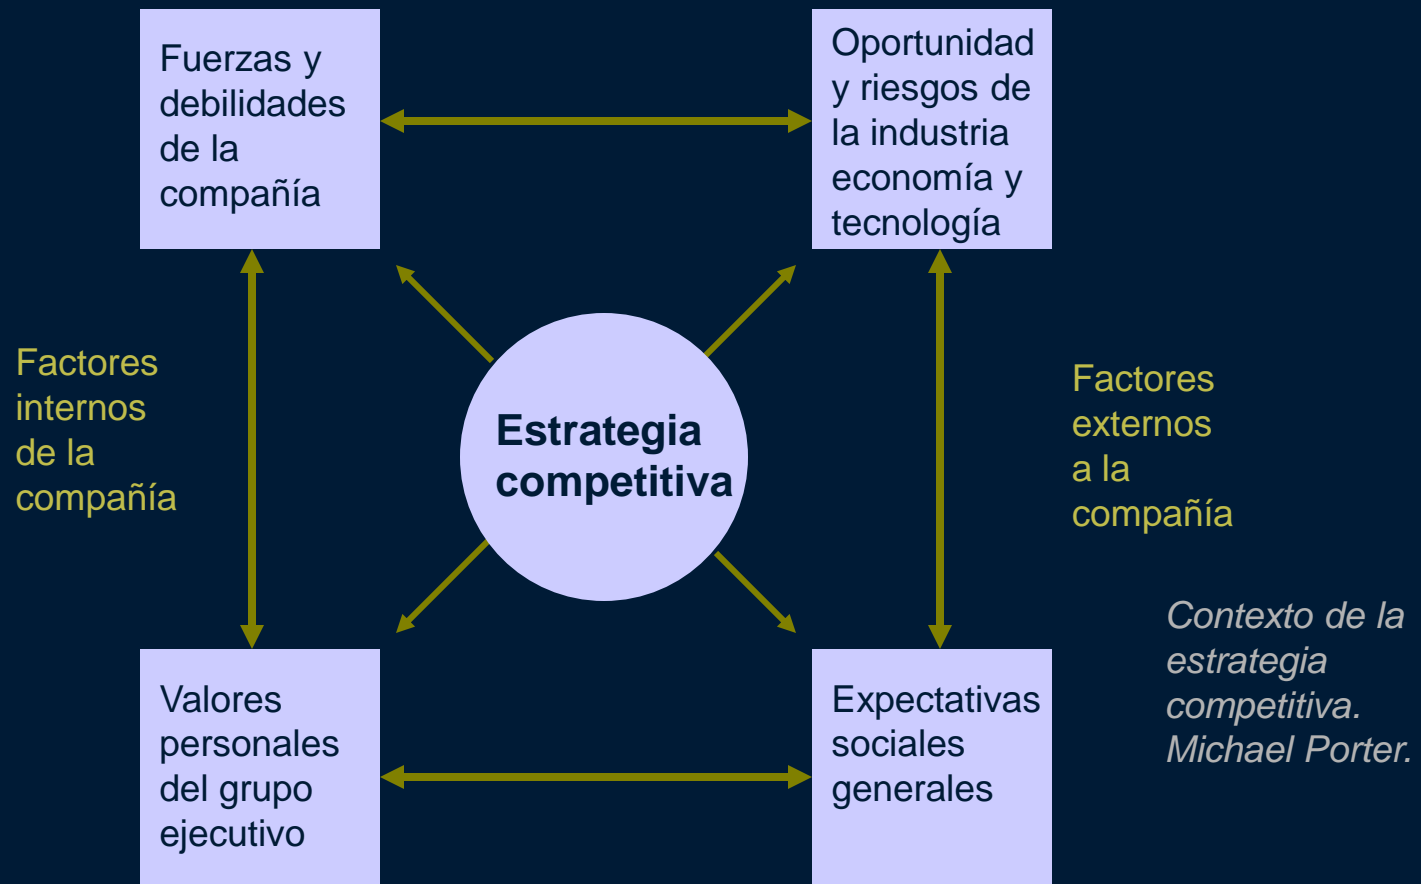 Fuerzas y
debilidades
de la
compañía
Oportunidad
y riesgos de
la industria
economía y
tecnología
Factores
internos
de la
compañía
Estrategia
competitiva
Factores
externos
a la
compañía
Contexto de la
estrategia
competitiva.
Michael Porter.
Valores
personales
del grupo
ejecutivo
Expectativas
sociales
generales